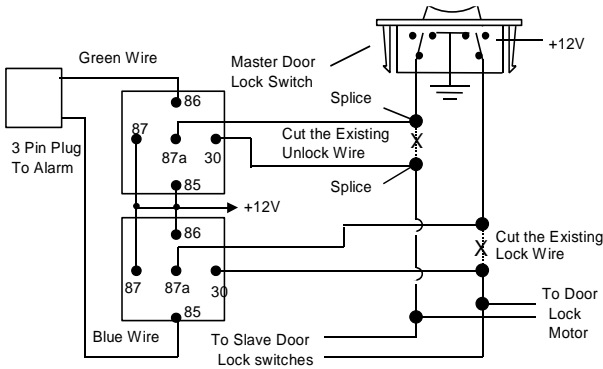 Green Wire
+12V
Master Door
Lock Switch
86
Splice
3 Pin Plug
To Alarm
87
87a
30
Cut the Existing
Unlock Wire
85
Splice
+12V
86
Cut the Existing
Lock Wire
87
87a
30
85
To Door
Lock
Motor
Blue Wire
To Slave Door
Lock switches